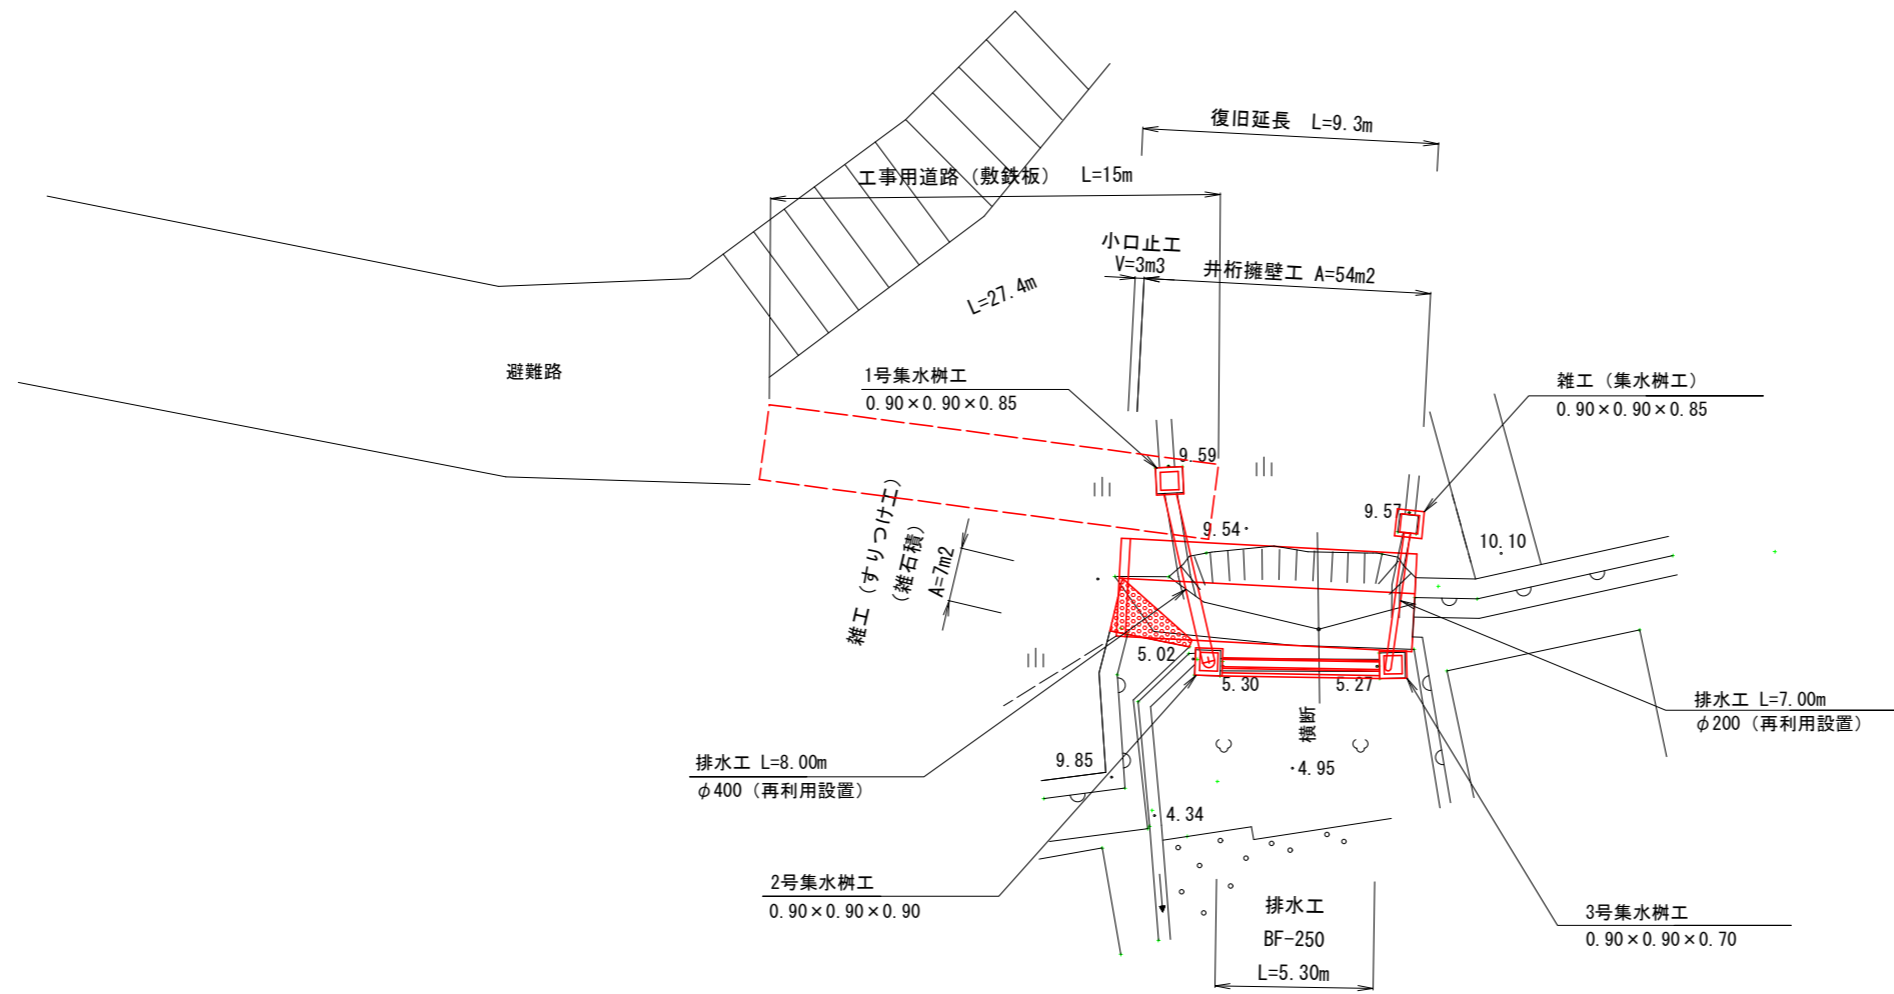 復旧延長　L=9.3m
工事用道路（敷鉄板）　L=15m
小口止工
V=3m3
井桁擁壁工 A=54m2
L=27.4m
避難路
1号集水桝工
0.90×0.90×0.85
雑工（集水桝工）
0.90×0.90×0.85
9.59
9.57
9.54
10.10
雑工（すりつけ工）
（雑石積）
A=7m2
5.02
5.30
5.27
排水工 L=7.00m
φ200（再利用設置）
横断
排水工 L=8.00m
φ400（再利用設置）
9.85
4.95
4.34
2号集水桝工
0.90×0.90×0.90
排水工
BF-250
L=5.30m
3号集水桝工
0.90×0.90×0.70